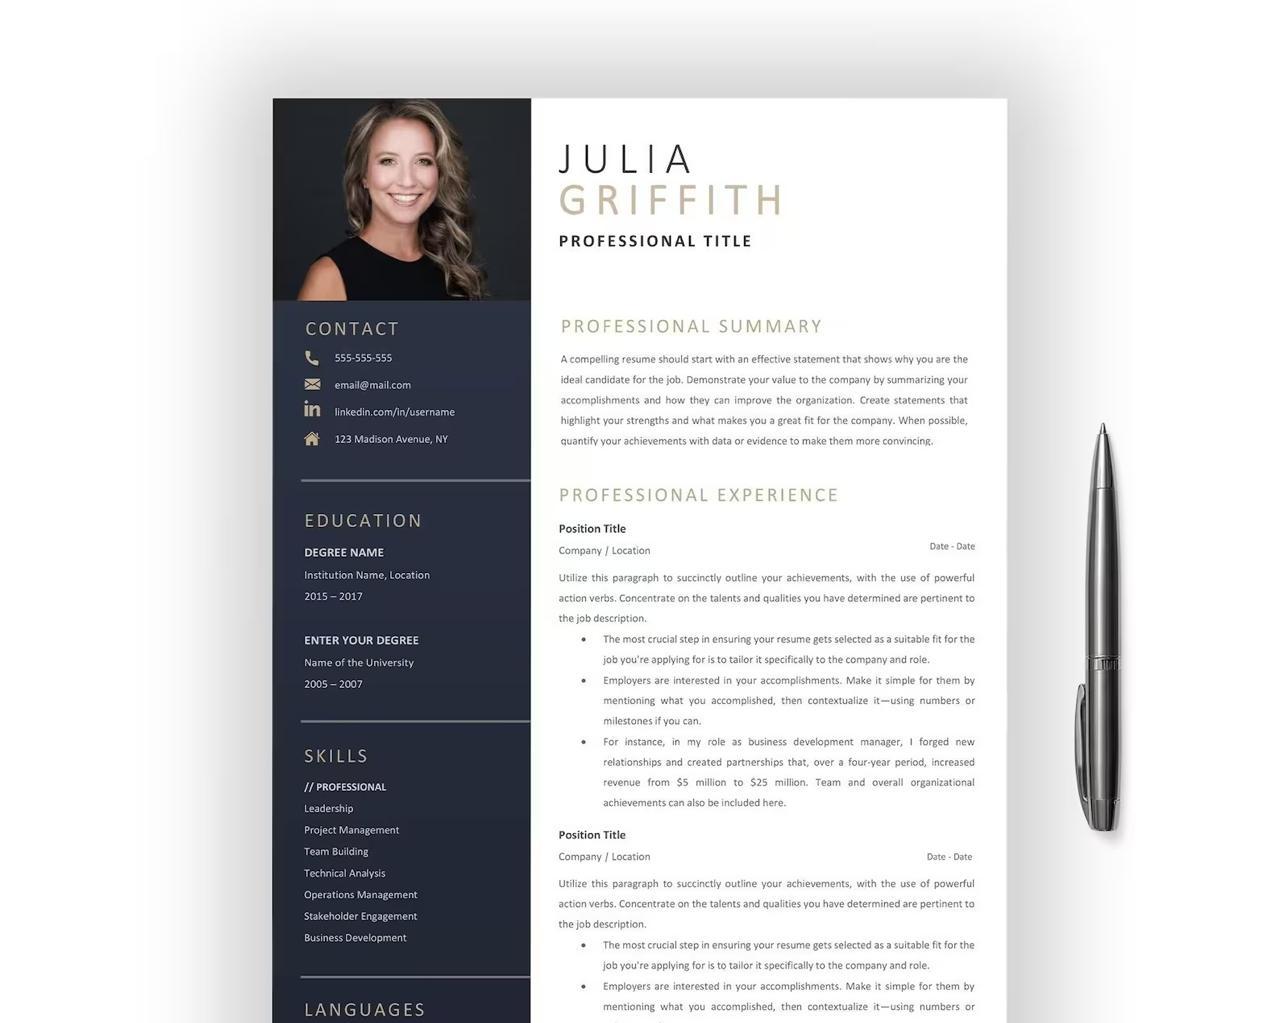 JULIA
GRIFFITH
PROFESSIONAL TITLE
CONTACT
555-555-555
email@mail.com
linkedin.com/in/username
123 Madison Avenue, NY
EDUCATION
DEGREE NAME
Institution Name, Location
2015 – 2017
ENTER YOUR DEGREE
Name of the University
2005 – 2007
SKILLS
// PROFESSIONAL
Leadership
Project Management
Team Building
Technical Analysis
Operations Management
Stakeholder Engagement
Business Development
LANGUAGES
PROFESSIONAL SUMMARY
A compelling resume should start with an effective statement that shows why you are the
ideal candidate for the job. Demonstrate your value to the company by summarizing your
accomplishments and how they can improve the organization. Create statements that
highlight your strengths and what makes you a great fit for the company. When possible,
quantify your achievements with data or evidence to make them more convincing.
PROFESSIONAL EXPERIENCE
Position Title
Company / Location
Date - Date
Utilize this paragraph to succinctly outline your achievements, with the use of powerful
action verbs. Concentrate on the talents and qualities you have determined are pertinent to
the job description.
• The most crucial step in ensuring your resume gets selected as a suitable fit for the
job you're applying for is to tailor it specifically to the company and role.
• Employers are interested in your accomplishments. Make it simple for them by
mentioning what you accomplished, then contextualize it—using numbers or
milestones if you can.
• For instance, in my role as business development manager, I forged new
relationships and created partnerships that, over a four-year period, increased
revenue from $5 million to $25 million. Team and overall organizational
achievements can also be included here.
Position Title
Company / Location
Date - Date
Utilize this paragraph to succinctly outline your achievements, with the use of powerful
action verbs. Concentrate on the talents and qualities you have determined are pertinent to
the job description.
• The most crucial step in ensuring your resume gets selected as a suitable fit for the
job you're applying for is to tailor it specifically to the company and role.
• Employers are interested in your accomplishments. Make it simple for them by
mentioning what you accomplished, then contextualize it—using numbers or